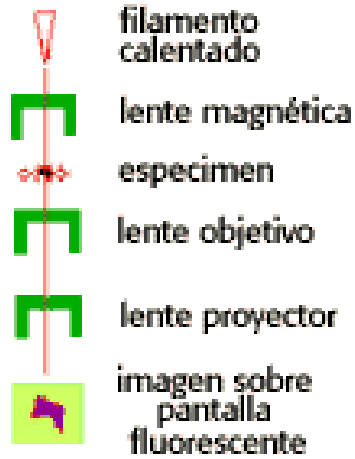 filamento
calentado
lente magnética
especimen
lente objetivo
lente proyector
imagen sobre
pantalla
fluorescente